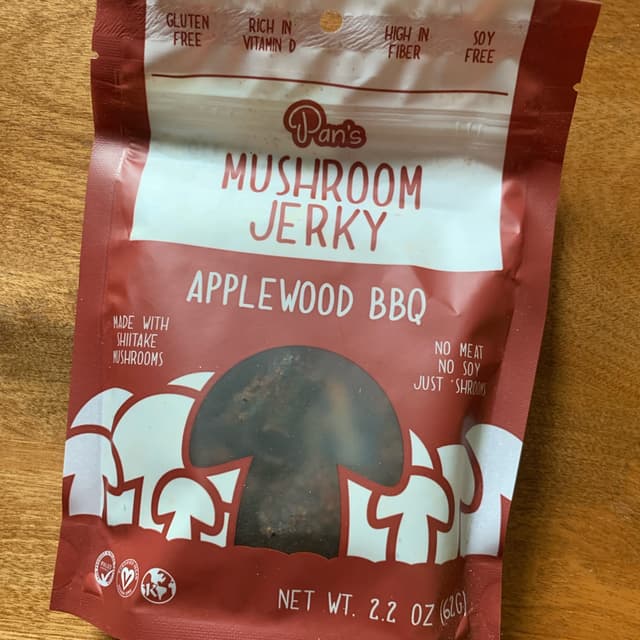 GLUTEN
FREE
RICH IN
VITAMIN D
HIGH IN
FIBER
SOY
FREE
Pan's
MUSHROOM
JERKY
APPLEWOOD BBQ
MADE WITH
SHIITAKE
MUSHROOMS
NO MEAT
NO SOY
JUST 'SHROOMS
K
NET WT. 2.2 OZ (62G)